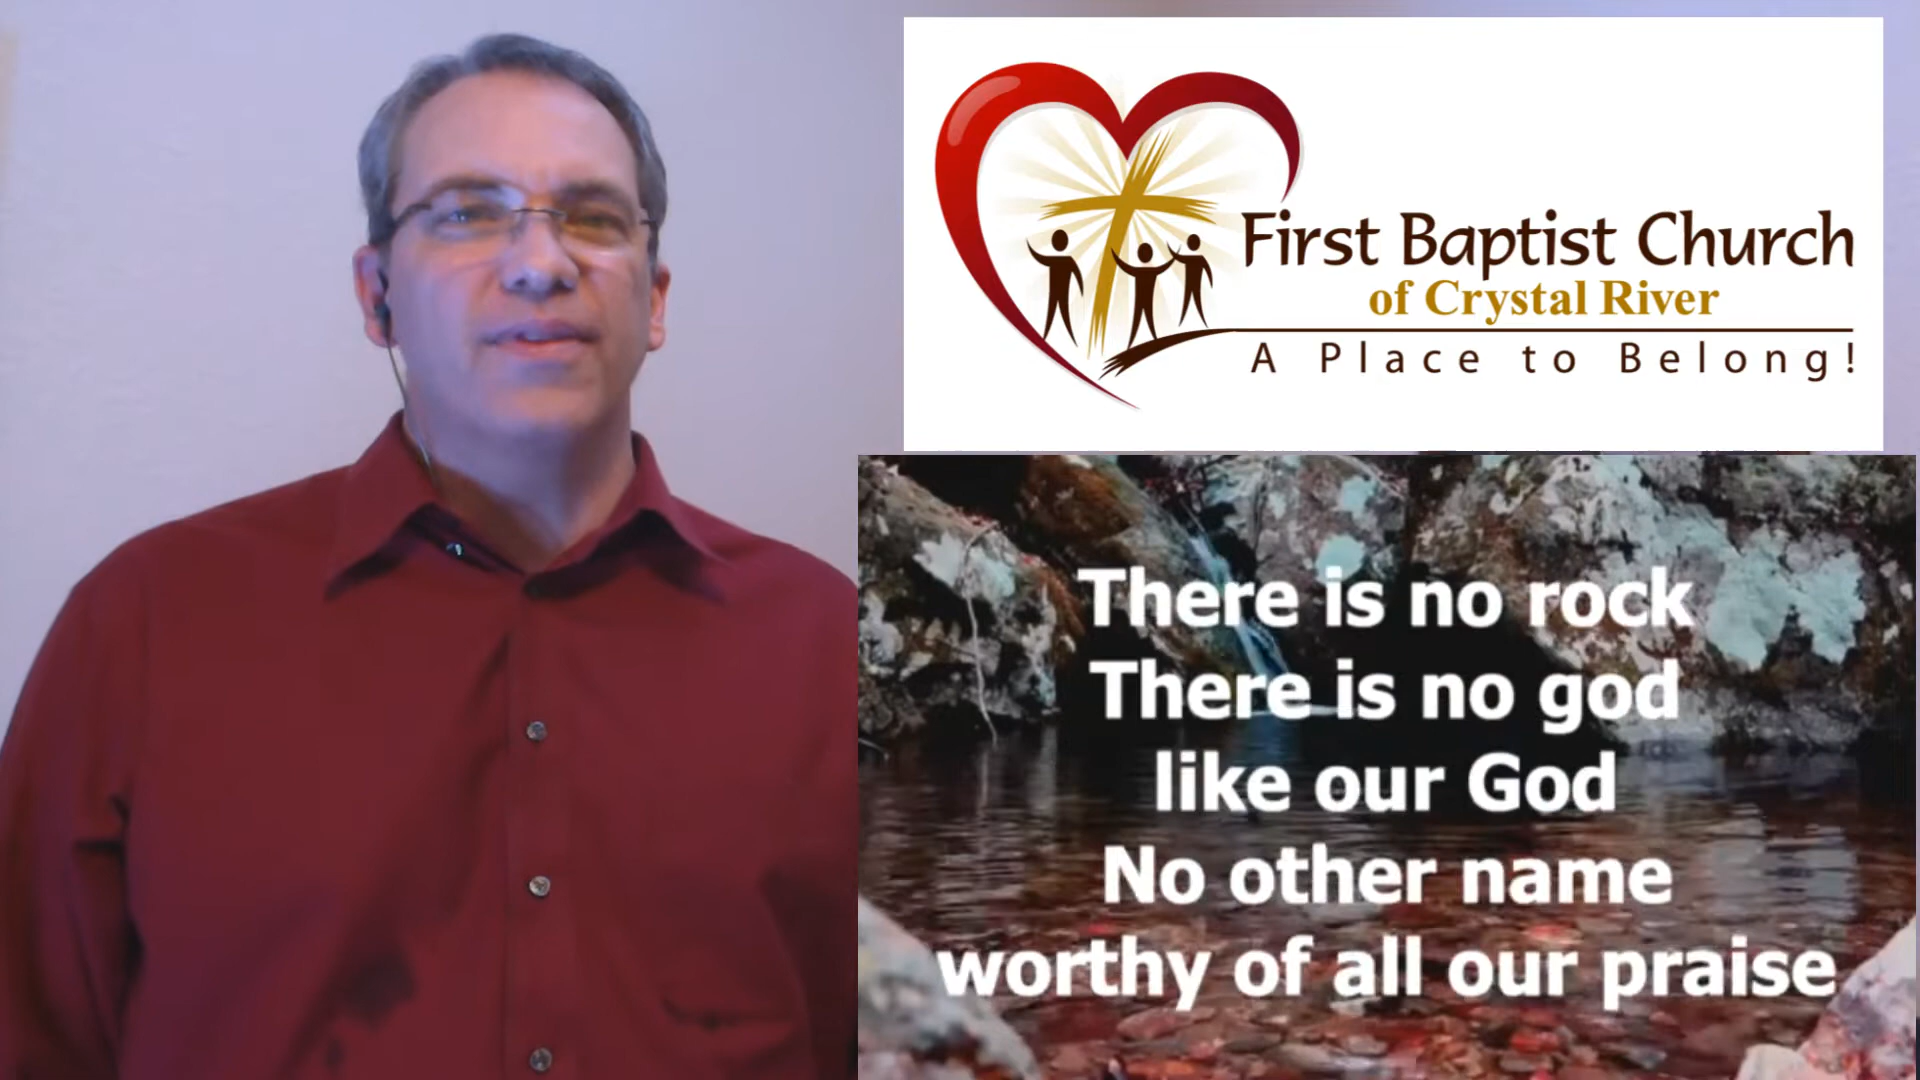 First Baptist Church
of Crystal River
A Place to Belong!
There is no rock
There is no god
like our God
No other name
worthy of all our praise